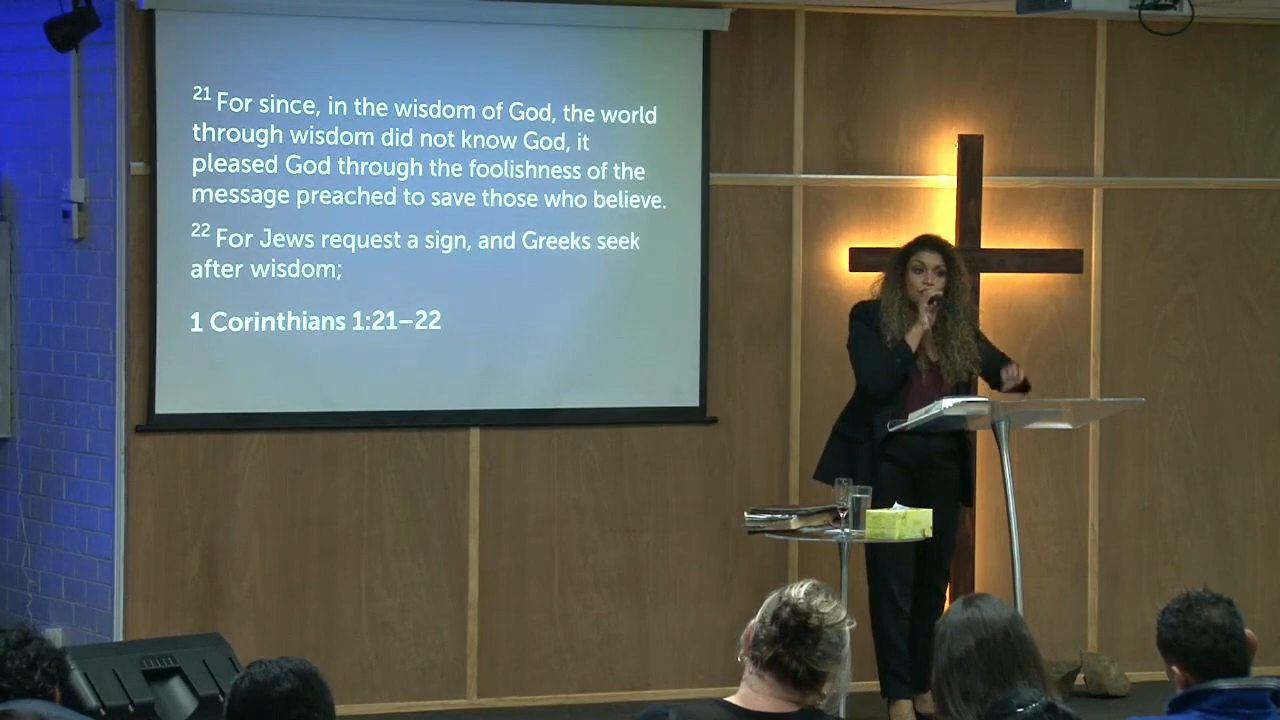 21 For since, in the wisdom of God, the world
through wisdom did not know God, it
pleased God through the foolishness of the
message preached to save those who believe.
22 For Jews request a sign, and Greeks seek
after wisdom;
1 Corinthians 1:21–22